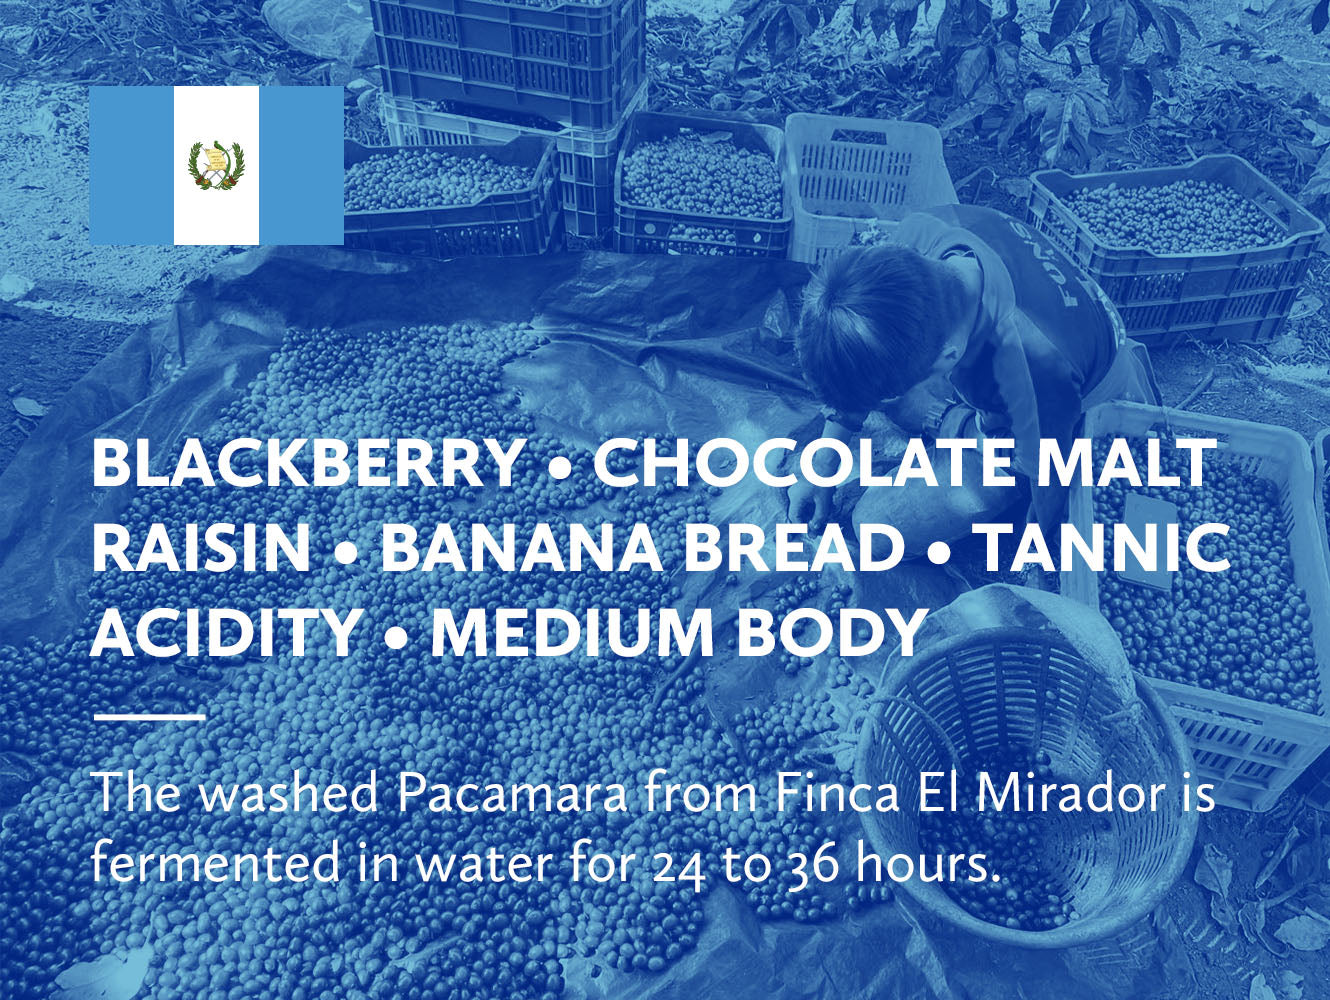 BLACKBERRY • CHOCOLATE MALT
RAISIN • BANANA BREAD • TANNIC
ACIDITY • MEDIUM BODY
The washed Pacamara from Finca El Mirador is
fermented in water for 24 to 36 hours.